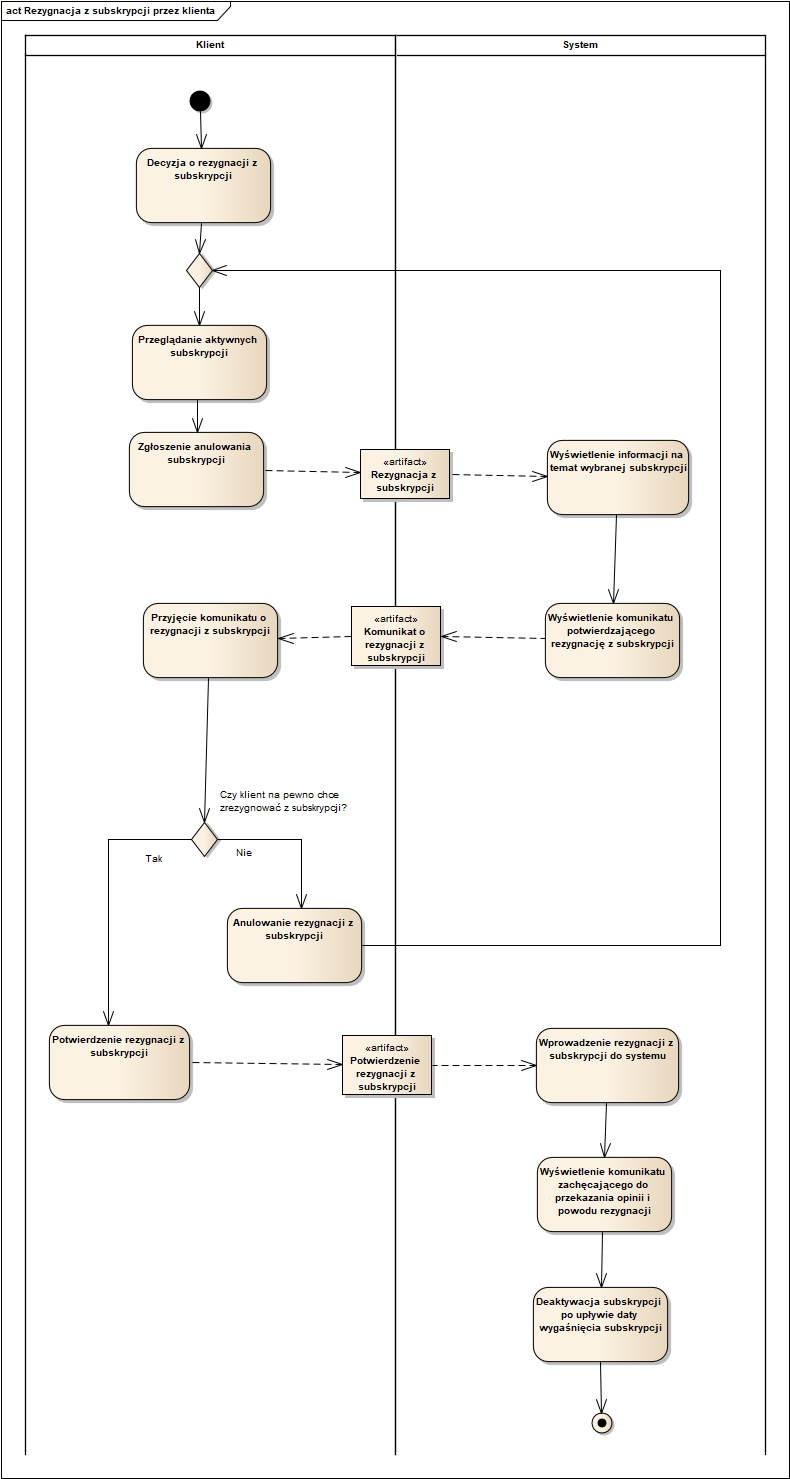 act Rezygnacja z subskrypcji przez klienta
Klient
System
Decyzja o rezygnacji z
subskrypcji
Przeglądanie aktywnych
subskrypcji
Zgłoszenie anulowania
subskrypcji
«artifact»
Rezygnacja z
subskrypcji
Wyświetlenie informacji na
temat wybranej subskrypcji
Przyjęcie komunikatu o
rezygnacji z subskrypcji
«artifact»
Komunikat o
rezygnacji z
subskrypcji
Wyświetlenie komunikatu
potwierdzającego
rezygnację z subskrypcji
Czy klient na pewno chce
zrezygnować z subskrypcji?
Tak
Nie
Anulowanie rezygnacji z
subskrypcji
Potwierdzenie rezygnacji z
subskrypcji
«artifact»
Potwierdzenie
rezygnacji z
subskrypcji
Wprowadzenie rezygnacji z
subskrypcji do systemu
Wyświetlenie komunikatu
zachęcającego do
przekazania opinii i
powodu rezygnacji
Deaktywacja subskrypcji
po upływie daty
wygaśnięcia subskrypcji